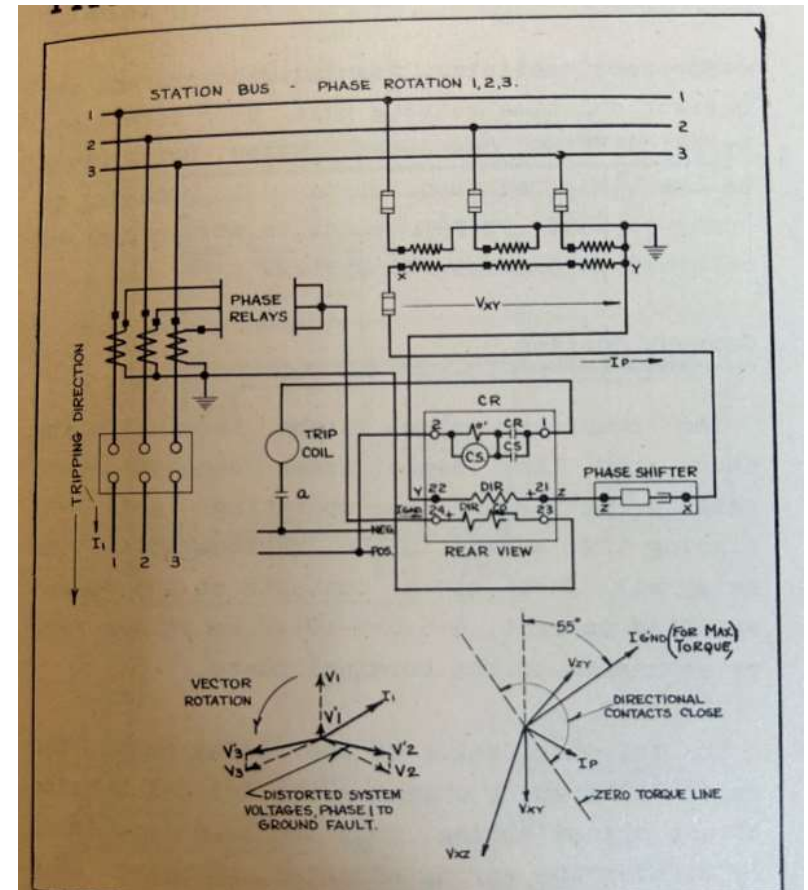 STATION BUS - PHASE ROTATION 1,2,3.
1
1
2
2
3
3
X
Y
PHASE
RELAYS
VXY
IP
TRIPPING DIRECTION
CR
2
CR
1
CS
CS
TRIP
COIL
a
PHASE SHIFTER
Y
22
DIR
+
21
Z
Z
X
IGND
24
+
DIR
CO
23
NEG.
POS.
REAR VIEW
I1
1
2
3
55°
IGND (FOR MAX)
TORQUE,
VECTOR
ROTATION
V1
V'1
I1
VZY
DIRECTIONAL
CONTACTS CLOSE
V'3
V3
V'2
V2
IP
DISTORTED SYSTEM
VOLTAGES, PHASE 1 TO
GROUND FAULT.
VXY
ZERO TORQUE LINE
VXZ